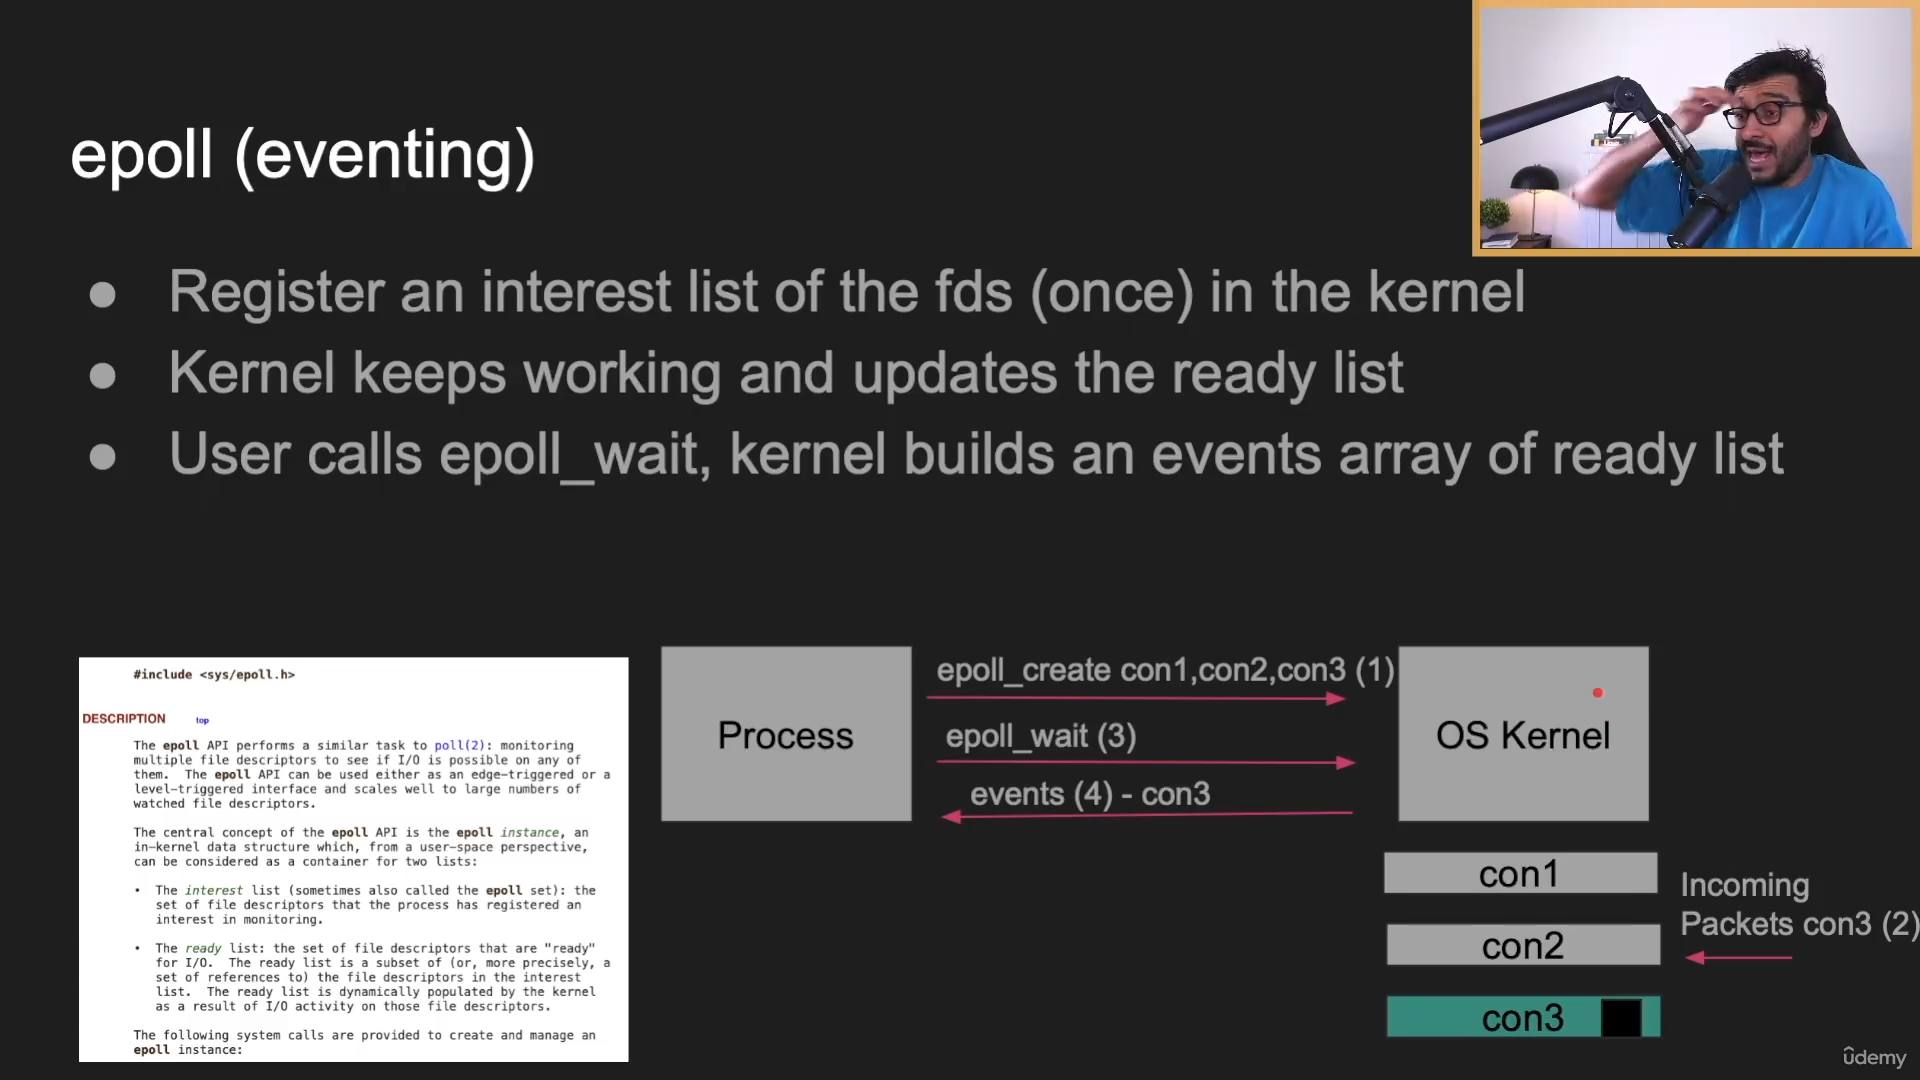 epoll (eventing)
● Register an interest list of the fds (once) in the kernel
● Kernel keeps working and updates the ready list
● User calls epoll_wait, kernel builds an events array of ready list
#include <sys/epoll.h>
DESCRIPTION top
The epoll API performs a similar task to poll(2): monitoring
multiple file descriptors to see if I/O is possible on any of
them. The epoll API can be used either as an edge-triggered or a
level-triggered interface and scales well to large numbers of
watched file descriptors.
The central concept of the epoll API is the epoll instance, an
in-kernel data structure which, from a user-space perspective,
can be considered as a container for two lists:
• The interest list (sometimes also called the epoll set): the
set of file descriptors that the process has registered an
interest in monitoring.
• The ready list: the set of file descriptors that are "ready"
for I/O. The ready list is a subset of (or, more precisely, a
set of references to) the file descriptors in the interest
list. The ready list is dynamically populated by the kernel
as a result of I/O activity on those file descriptors.
The following system calls are provided to create and manage an
epoll instance:
Process
epoll_create con1,con2,con3 (1)
epoll_wait (3)
events (4) - con3
OS Kernel
con1
con2
con3
Incoming
Packets con3 (2)
ûdemy